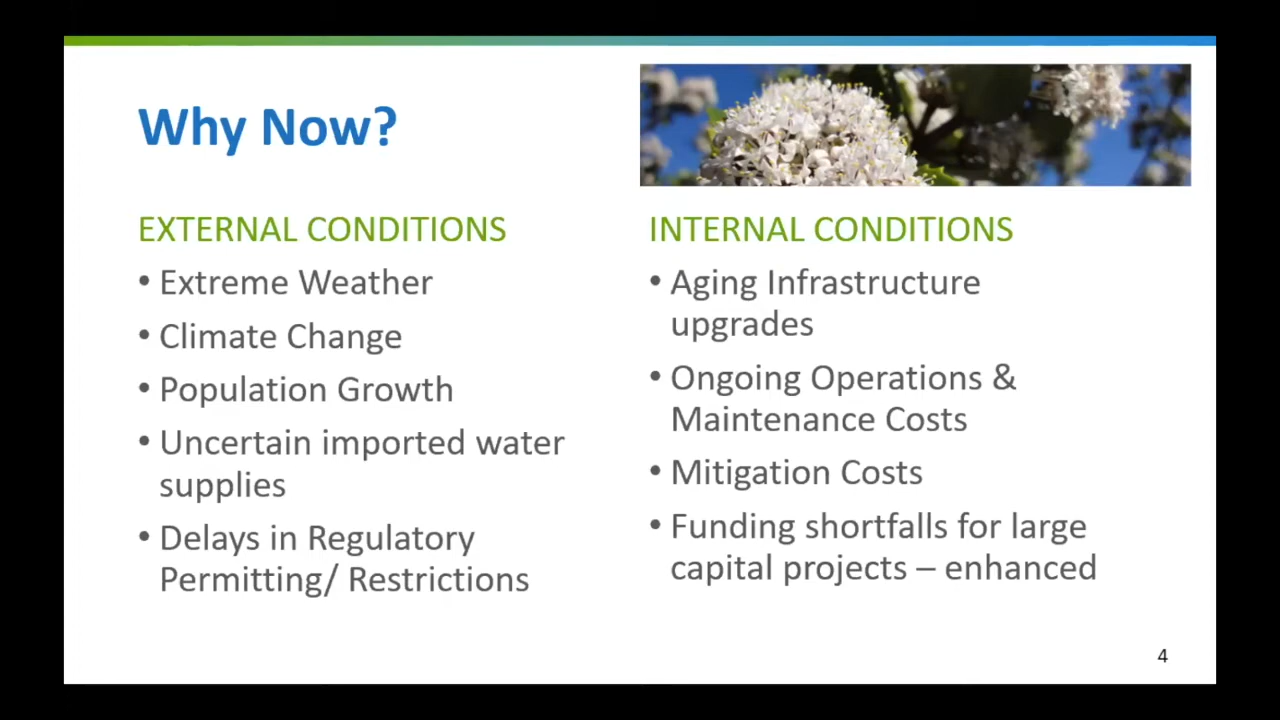 Why Now?
EXTERNAL CONDITIONS
• Extreme Weather
• Climate Change
• Population Growth
• Uncertain imported water
supplies
• Delays in Regulatory
Permitting/ Restrictions
INTERNAL CONDITIONS
• Aging Infrastructure
upgrades
• Ongoing Operations &
Maintenance Costs
• Mitigation Costs
• Funding shortfalls for large
capital projects – enhanced
4